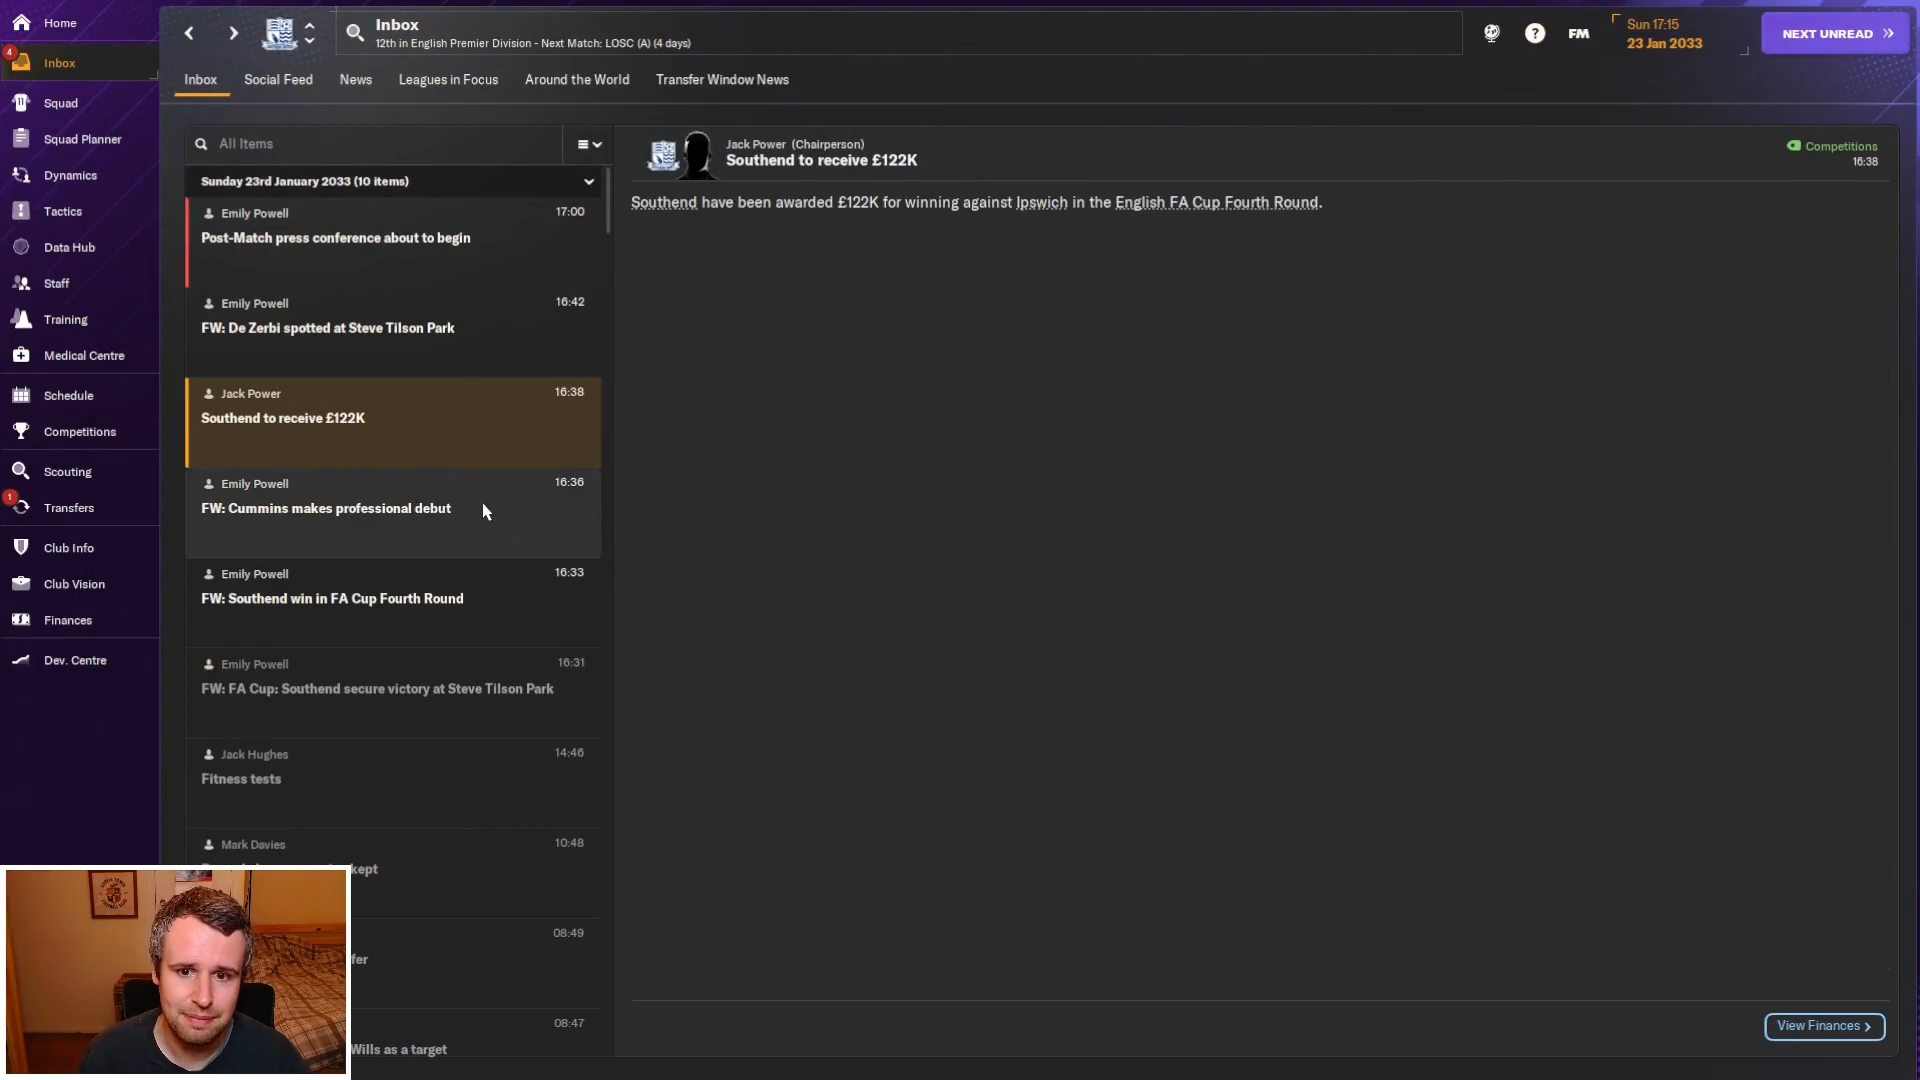 Home
4
Inbox
Squad
Squad Planner
Dynamics
Tactics
Data Hub
Staff
Training
Medical Centre
Schedule
Competitions
Scouting
1
Transfers
Club Info
Club Vision
Finances
Dev. Centre
Inbox
12th in English Premier Division - Next Match: LOSC (A) (4 days)
?
FM
Sun 17:15
23 Jan 2033
NEXT UNREAD
Inbox
Social Feed
News
Leagues in Focus
Around the World
Transfer Window News
All Items
Sunday 23rd January 2033 (10 items)
Emily Powell 17:00
Post-Match press conference about to begin
Emily Powell 16:42
FW: De Zerbi spotted at Steve Tilson Park
Jack Power 16:38
Southend to receive £122K
Emily Powell 16:36
FW: Cummins makes professional debut
Emily Powell 16:33
FW: Southend win in FA Cup Fourth Round
Emily Powell 16:31
FW: FA Cup: Southend secure victory at Steve Tilson Park
Jack Hughes 14:46
Fitness tests
Mark Davies 10:48
kept
08:49
fer
08:47
Wills as a target
Jack Power (Chairperson)
Southend to receive £122K
Competitions
16:38
Southend have been awarded £122K for winning against Ipswich in the English FA Cup Fourth Round.
View Finances